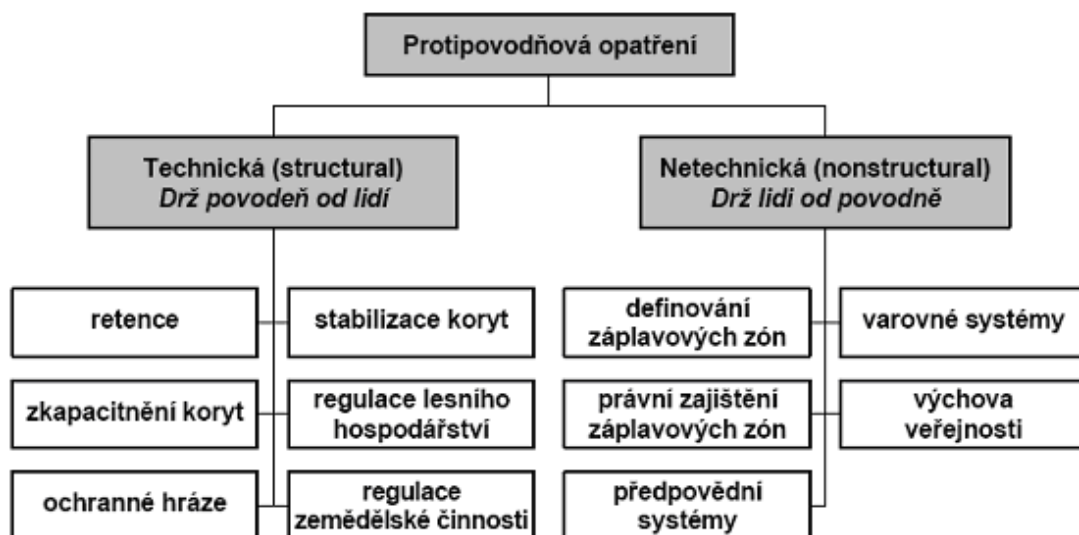 Protipovodňová opatření
Technická (structural)
Drž povodeň od lidí
Netechnická (nonstructural)
Drž lidi od povodně
retence
stabilizace koryt
definování
záplavových zón
varovné systémy
zkapacitnění koryt
regulace lesního
hospodářství
právní zajištění
záplavových zón
výchova
veřejnosti
ochranné hráze
regulace
zemědělské činnosti
předpovědní
systémy